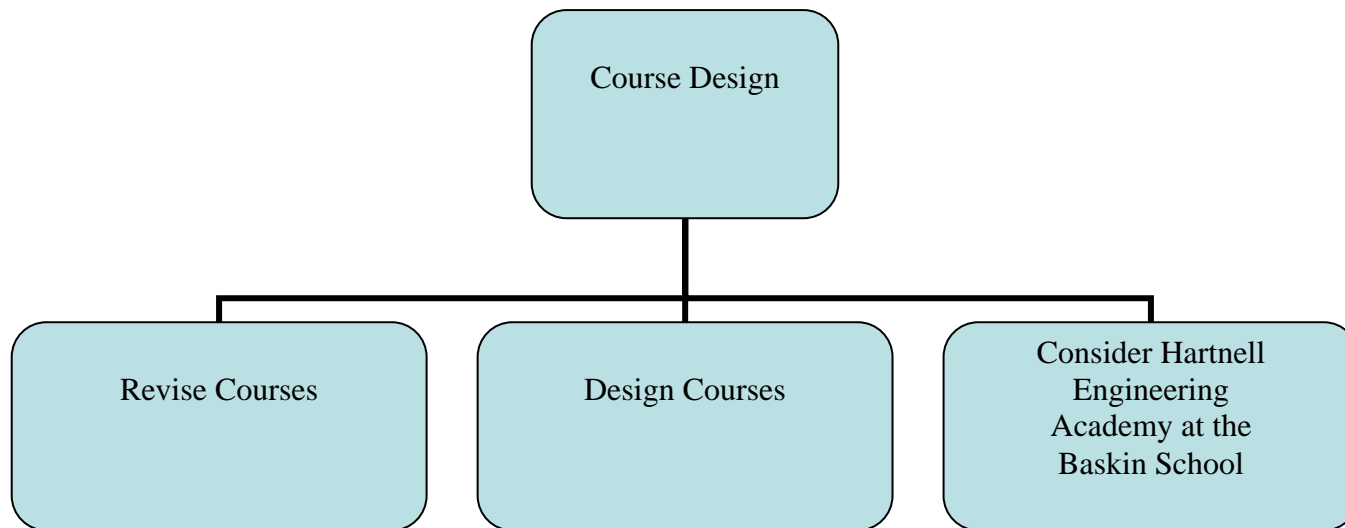 Course Design
Revise Courses
Design Courses
Consider Hartnell
Engineering
Academy at the
Baskin School